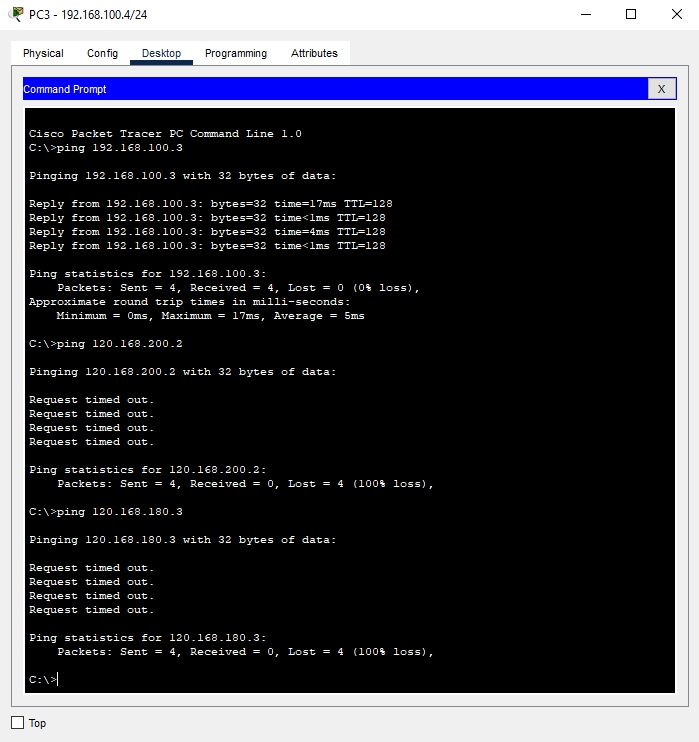 PC3 - 192.168.100.4/24
Physical Config Desktop Programming Attributes
Command Prompt X
Cisco Packet Tracer PC Command Line 1.0
C:\>ping 192.168.100.3
Pinging 192.168.100.3 with 32 bytes of data:
Reply from 192.168.100.3: bytes=32 time=17ms TTL=128
Reply from 192.168.100.3: bytes=32 time<1ms TTL=128
Reply from 192.168.100.3: bytes=32 time=4ms TTL=128
Reply from 192.168.100.3: bytes=32 time<1ms TTL=128
Ping statistics for 192.168.100.3:
Packets: Sent = 4, Received = 4, Lost = 0 (0% loss),
Approximate round trip times in milli-seconds:
Minimum = 0ms, Maximum = 17ms, Average = 5ms
C:\>ping 120.168.200.2
Pinging 120.168.200.2 with 32 bytes of data:
Request timed out.
Request timed out.
Request timed out.
Request timed out.
Ping statistics for 120.168.200.2:
Packets: Sent = 4, Received = 0, Lost = 4 (100% loss),
C:\>ping 120.168.180.3
Pinging 120.168.180.3 with 32 bytes of data:
Request timed out.
Request timed out.
Request timed out.
Request timed out.
Ping statistics for 120.168.180.3:
Packets: Sent = 4, Received = 0, Lost = 4 (100% loss),
C:\>
Top